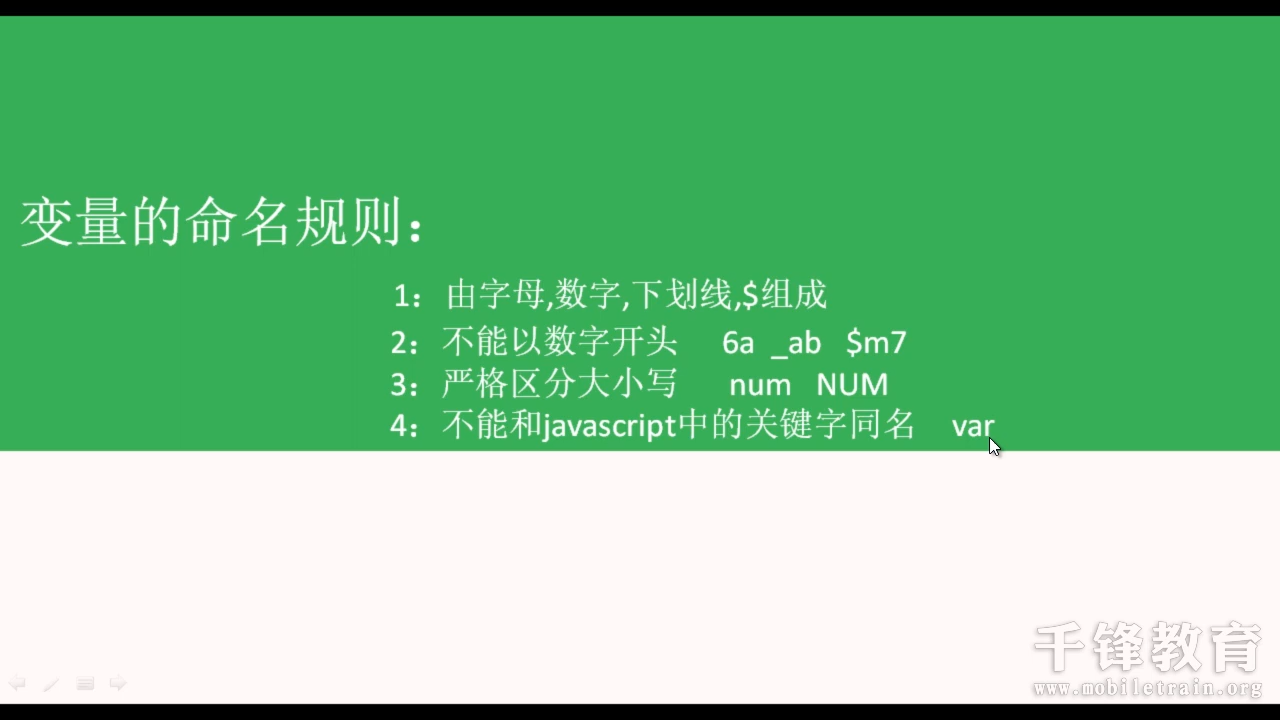 变量的命名规则：
1：由字母,数字,下划线,$组成
2：不能以数字开头 6a _ab $m7
3：严格区分大小写 num NUM
4：不能和javascript中的关键字同名 var
千锋教育
www.mobiletrain.org